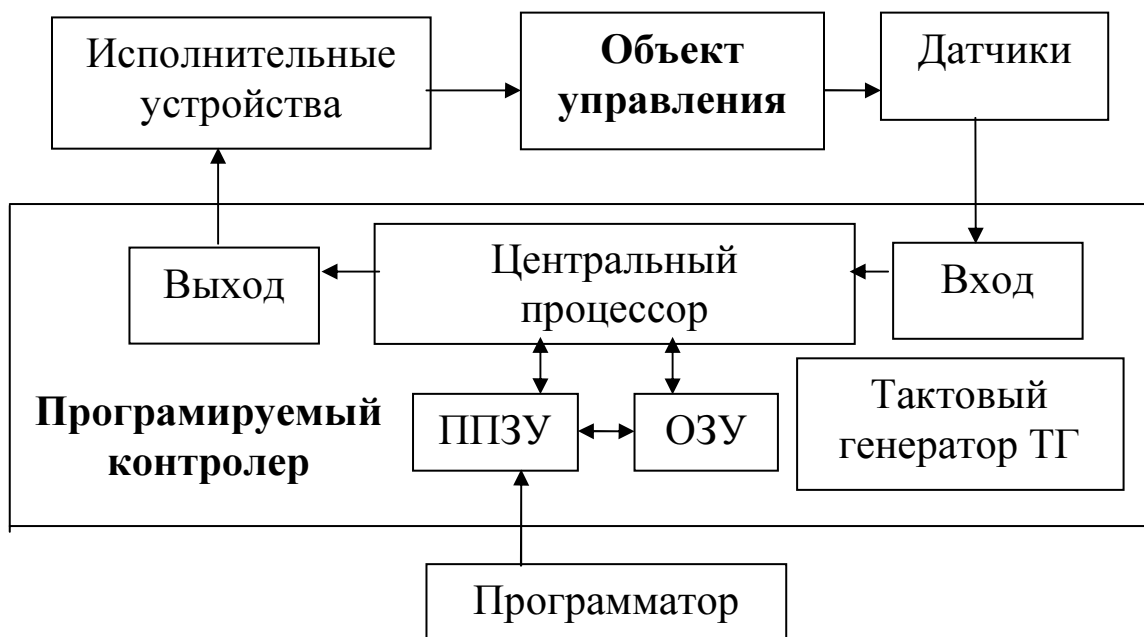 Исполнительные
устройства
Объект
управления
Датчики
Выход
Центральный
процессор
Вход
Програмируемый
контролер
ППЗУ
ОЗУ
Тактовый
генератор ТГ
Программатор